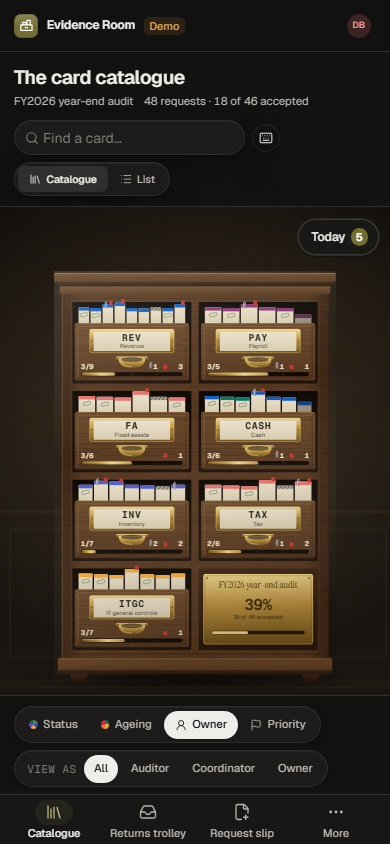 Evidence Room Demo DB
The card catalogue
FY2026 year-end audit 48 requests · 18 of 46 accepted
Find a card...
Catalogue List
Today 5
REV
Revenue
3/9 1 3
PAY
Payroll
3/5 1 1
FA
Fixed assets
3/6 1
CASH
Cash
3/6 1
INV
Inventory
1/7 2 2
TAX
Tax
2/6 2
ITGC
IT general controls
3/7 1
FY2026 year-end audit
39%
18 of 46 accepted
Status Ageing Owner Priority
VIEW AS All Auditor Coordinator Owner
Catalogue Returns trolley Request slip More